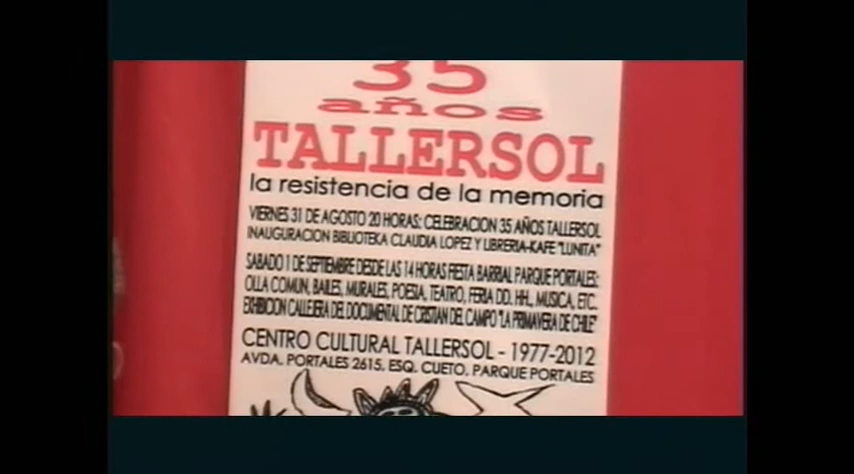 35
años
TALLERSOL
la resistencia de la memoria
VIERNES 31 DE AGOSTO 20 HORAS: CELEBRACION 35 AÑOS TALLERSOL
INAUGURACION BIBLIOTEKA CLAUDIA LOPEZ Y LIBRERIA-KAFE "LUNITA"
SABADO 1 DE SEPTIEMBRE DESDE LAS 14 HORAS FIESTA BARRIAL PARQUE PORTALES:
OLLA COMUN, BAILES, MURALES, POESIA, TEATRO, FERIA DD. HH., MUSICA, ETC.
EXHIBICION CALLEJERA DEL DOCUMENTAL DE CRISTIAN DEL CAMPO "LA PRIMAVERA DE CHILE"
CENTRO CULTURAL TALLERSOL - 1977-2012
AVDA. PORTALES 2615, ESQ. CUETO, PARQUE PORTALES